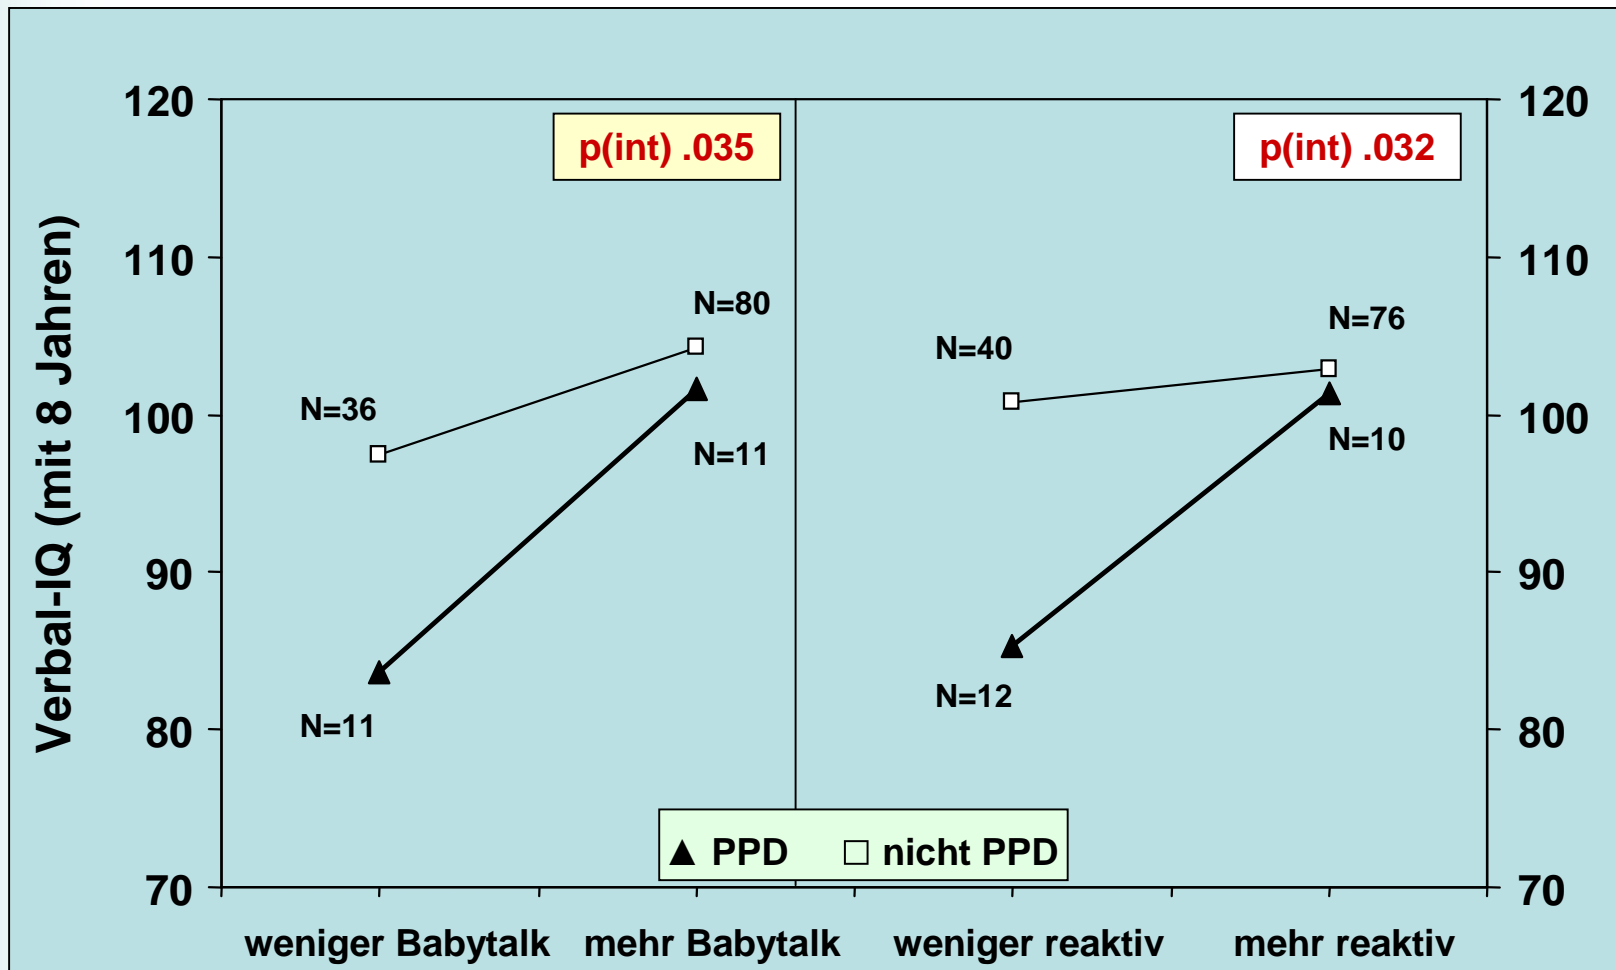 120
110
100
90
80
70
Verbal-IQ (mit 8 Jahren)
p(int) .035
N=80
N=36
N=11
N=11
weniger Babytalk
mehr Babytalk
p(int) .032
N=76
N=40
N=10
N=12
weniger reaktiv
mehr reaktiv
120
110
100
90
80
70
PPD
nicht PPD